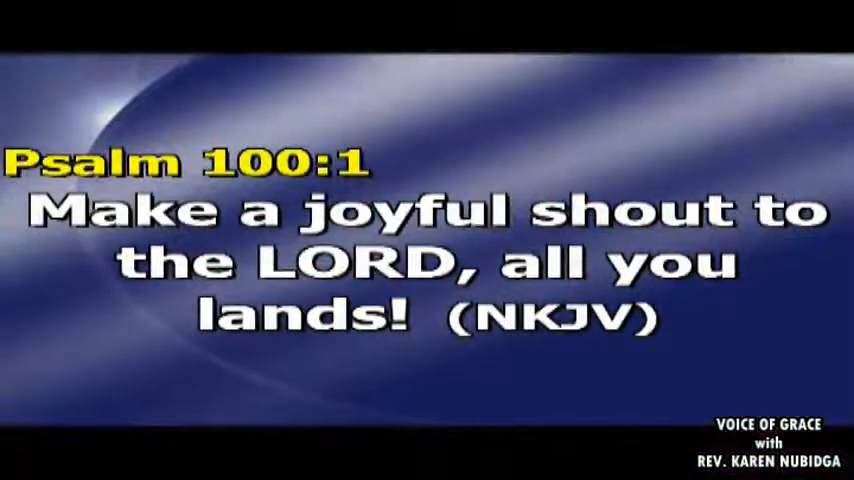 Psalm 100:1
Make a joyful shout to
the LORD, all you
lands! (NKJV)
VOICE OF GRACE
with
REV. KAREN NUBIDGA